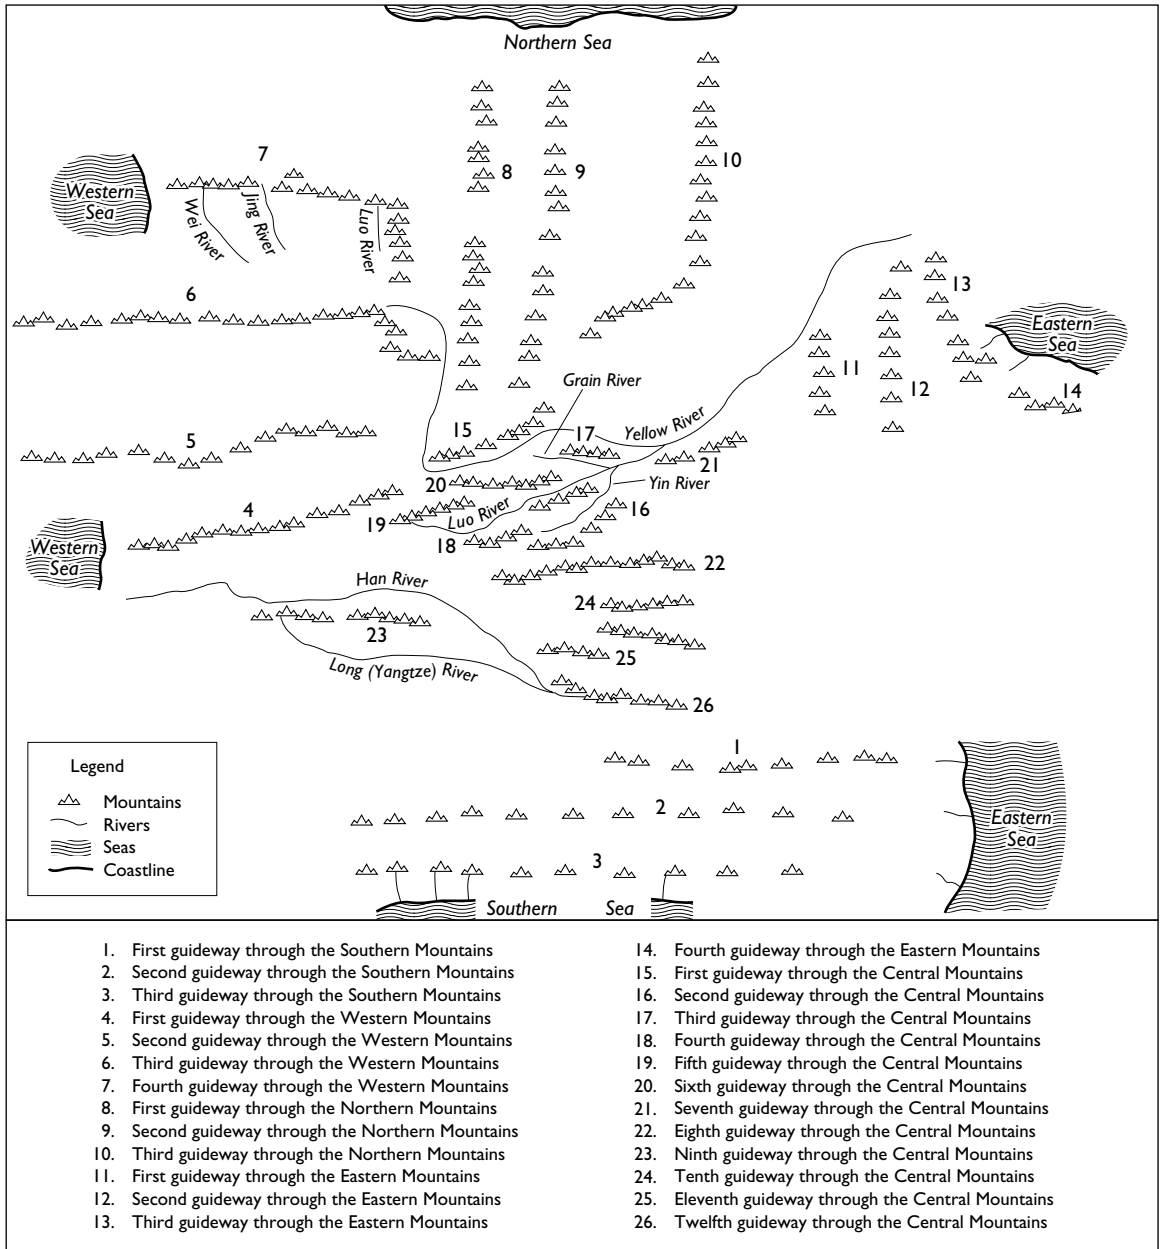 Northern Sea
7
8
9
10
Western
Sea
Wei River
Jing River
Luo River
6
13
Eastern
Sea
11
12
14
Grain River
5
15
17
Yellow River
21
20
Yin River
4
19
Luo River
16
18
Western
Sea
22
Han River
24
23
25
Long (Yangtze) River
26
1
2
3
Eastern
Sea
Southern Sea
Legend
Mountains
Rivers
Seas
Coastline
1. First guideway through the Southern Mountains
2. Second guideway through the Southern Mountains
3. Third guideway through the Southern Mountains
4. First guideway through the Western Mountains
5. Second guideway through the Western Mountains
6. Third guideway through the Western Mountains
7. Fourth guideway through the Western Mountains
8. First guideway through the Northern Mountains
9. Second guideway through the Northern Mountains
10. Third guideway through the Northern Mountains
11. First guideway through the Eastern Mountains
12. Second guideway through the Eastern Mountains
13. Third guideway through the Eastern Mountains
14. Fourth guideway through the Eastern Mountains
15. First guideway through the Central Mountains
16. Second guideway through the Central Mountains
17. Third guideway through the Central Mountains
18. Fourth guideway through the Central Mountains
19. Fifth guideway through the Central Mountains
20. Sixth guideway through the Central Mountains
21. Seventh guideway through the Central Mountains
22. Eighth guideway through the Central Mountains
23. Ninth guideway through the Central Mountains
24. Tenth guideway through the Central Mountains
25. Eleventh guideway through the Central Mountains
26. Twelfth guideway through the Central Mountains